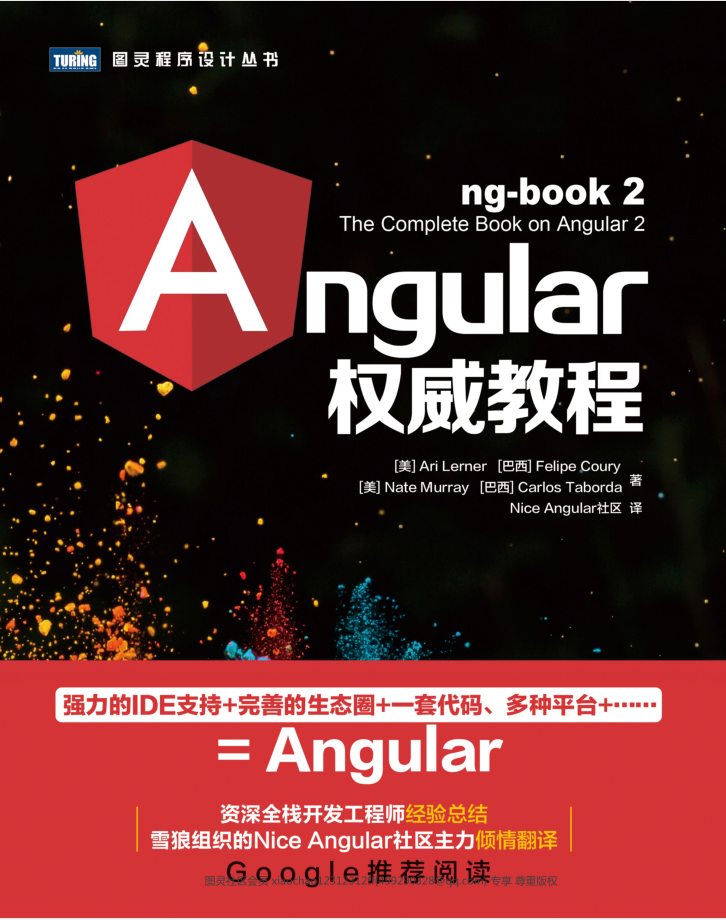 TURING 图灵程序设计丛书
ng-book 2
The Complete Book on Angular 2
Angular
权威教程
[美] Ari Lerner [巴西] Felipe Coury
[美] Nate Murray [巴西] Carlos Taborda 著
Nice Angular社区 译
强力的IDE支持+完善的生态圈+一套代码、多种平台+……
= Angular
资深全栈开发工程师经验总结
雪狼组织的Nice Angular社区主力倾情翻译
Google推荐阅读
专享 尊重版权